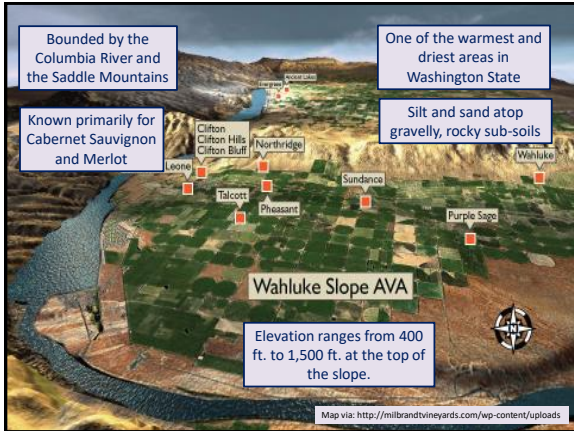 Bounded by the
Columbia River and
the Saddle Mountains
One of the warmest and
driest areas in
Washington State
Ancient Lakes
Evergreen
Known primarily for
Cabernet Sauvignon
and Merlot
Silt and sand atop
gravelly, rocky sub-soils
Clifton
Clifton Hills
Clifton Bluff
Northridge
Wahluke
Leone
Sundance
Talcott
Pheasant
Purple Sage
Wahluke Slope AVA
N
Elevation ranges from 400
ft. to 1,500 ft. at the top of
the slope.
Map via: http://milbrandtvineyards.com/wp-content/uploads